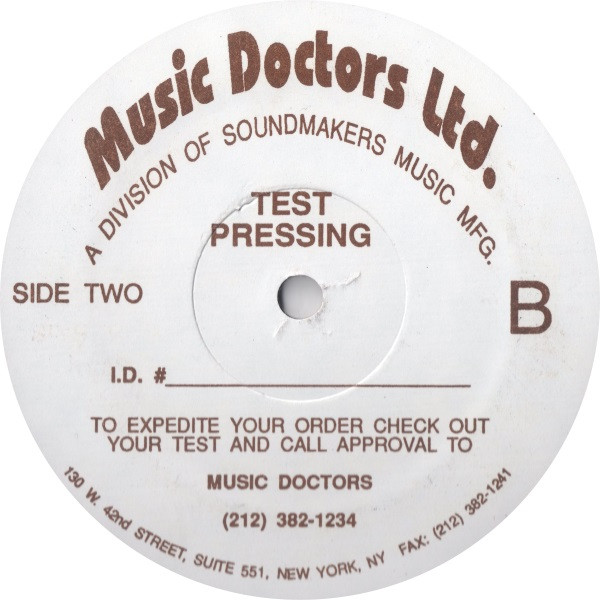 Music Doctors Ltd.
A DIVISION OF SOUNDMAKERS MUSIC MFG.
TEST
PRESSING
SIDE TWO
B
I.D. #
TO EXPEDITE YOUR ORDER CHECK OUT
YOUR TEST AND CALL APPROVAL TO
MUSIC DOCTORS
(212) 382-1234
130 W. 42nd STREET, SUITE 551, NEW YORK, NY FAX: (212) 382-1241